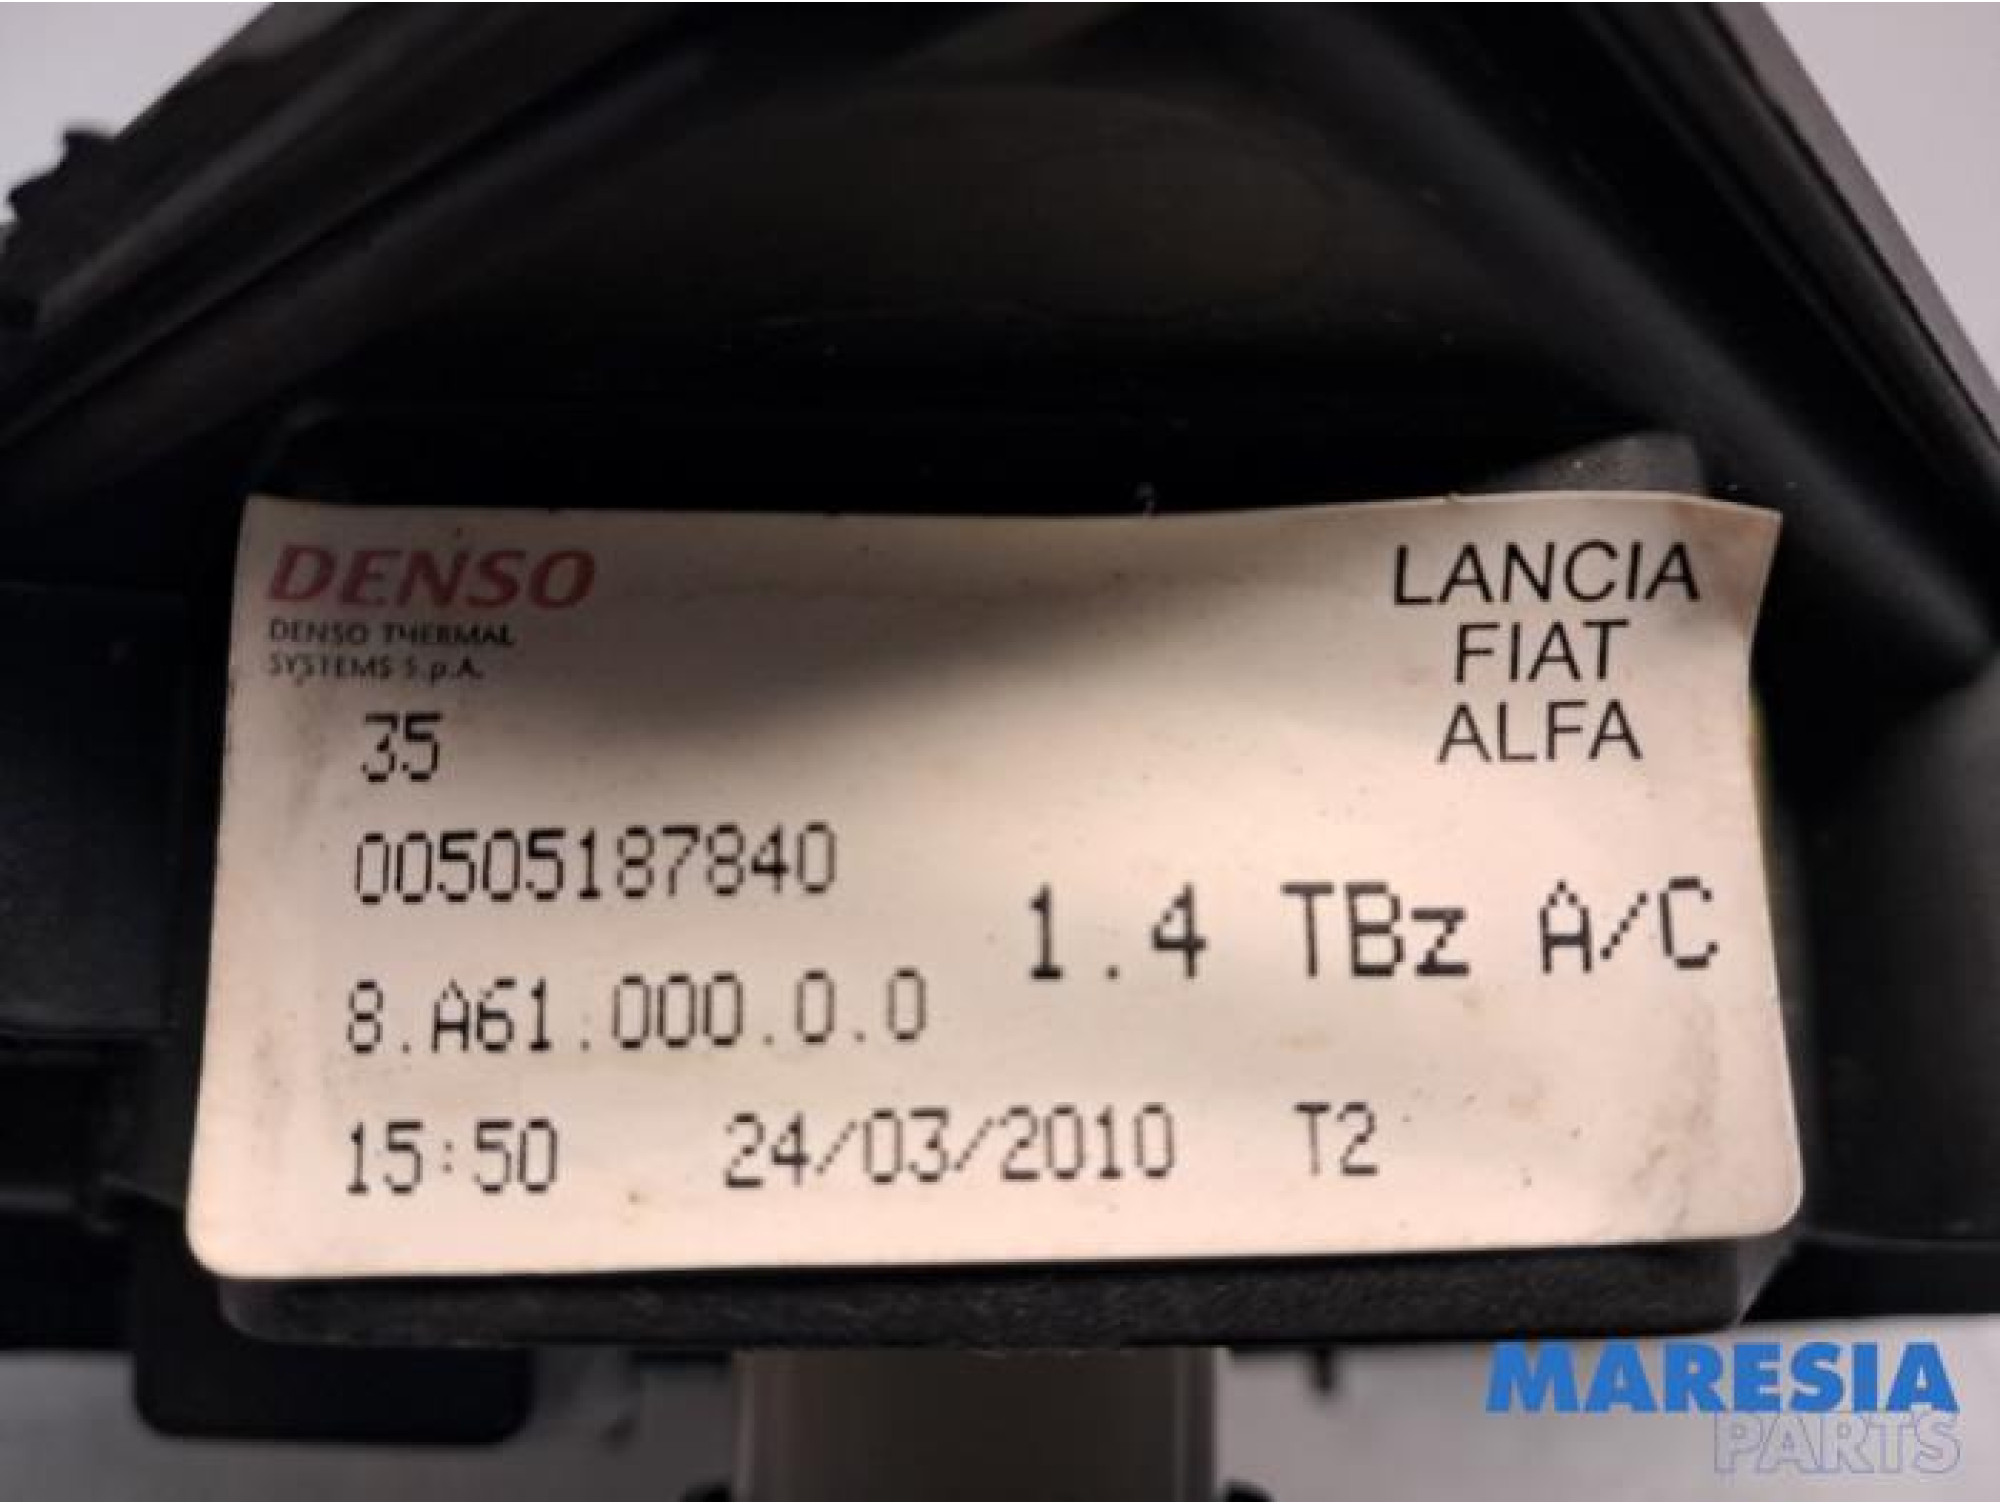 DENSO
DENSO THERMAL
SYSTEMS S.p.A.
LANCIA
FIAT
ALFA
35
00505187840
1.4 TBz A/C
8.A61.000.0.0
15:50 24/03/2010 T2
MARESIA
PARTS